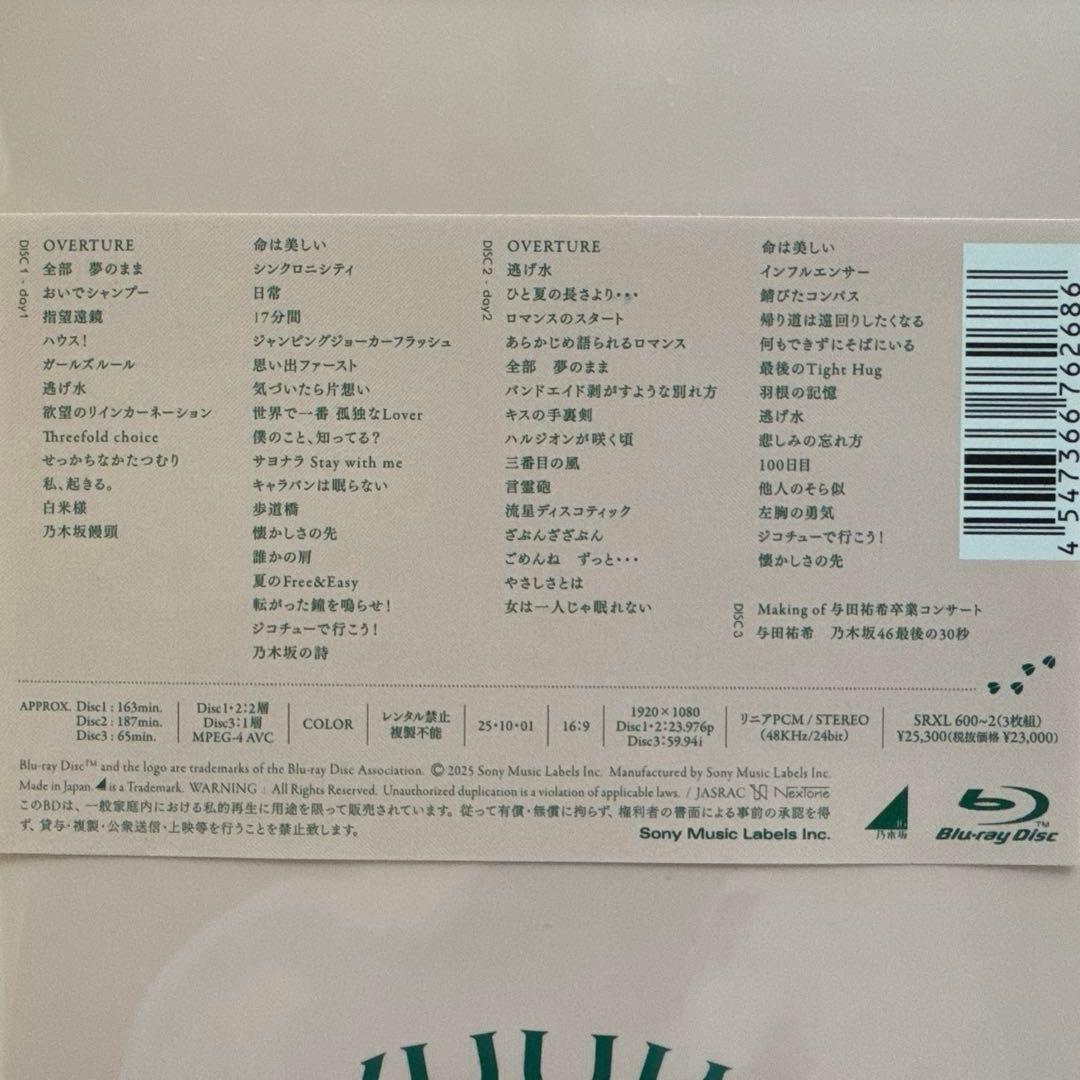 DISC 1 - day1
OVERTURE
全部　夢のまま
おいでシャンプー
指望遠鏡
ハウス!
ガールズルール
逃げ水
欲望のリインカーネーション
Threefold choice
せっかちなかたつむり
私、起きる。
白米様
乃木坂饅頭
命は美しい
シンクロニシティ
日常
17分間
ジャンピングジョーカーフラッシュ
思い出ファースト
気づいたら片想い
世界で一番 孤独なLover
僕のこと、知ってる?
サヨナラ Stay with me
キャラバンは眠らない
歩道橋
懐かしさの先
誰かの肩
夏のFree&Easy
転がった鐘を鳴らせ!
ジコチューで行こう!
乃木坂の詩
DISC 2 - day2
OVERTURE
逃げ水
ひと夏の長さより・・・
ロマンスのスタート
あらかじめ語られるロマンス
全部　夢のまま
バンドエイド剥がすような別れ方
キスの手裏剣
ハルジオンが咲く頃
三番目の風
言霊砲
流星ディスコティック
ざぶんざざぶん
ごめんね　ずっと・・・
やさしさとは
女は一人じゃ眠れない
命は美しい
インフルエンサー
錆びたコンパス
帰り道は遠回りしたくなる
何もできずにそばにいる
最後のTight Hug
羽根の記憶
逃げ水
悲しみの忘れ方
100日目
他人のそら似
左胸の勇気
ジコチューで行こう!
懐かしさの先
DISC 3
Making of 与田祐希卒業コンサート
与田祐希　乃木坂46最後の30秒
4 547366 762686
APPROX. Disc1 : 163min.
Disc2 : 187min.
Disc3 : 65min.
Disc1・2:2層
Disc3:1層
MPEG-4 AVC
COLOR
レンタル禁止
複製不能
25・10・01
16:9
1920×1080
Disc1・2:23.976p
Disc3:59.94i
リニアPCM / STEREO
(48KHz/24bit)
SRXL 600~2(3枚組)
¥25,300(税抜価格 ¥23,000)
Blu-ray Disc™ and the logo are trademarks of the Blu-ray Disc Association. © 2025 Sony Music Labels Inc. Manufactured by Sony Music Labels Inc.
Made in Japan. is a Trademark. WARNING : All Rights Reserved. Unauthorized duplication is a violation of applicable laws. / JASRAC NexTone
このBDは、一般家庭内における私的再生に用途を限って販売されています。従って有償・無償に拘らず、権利者の書面による事前の承認を得
ず、貸与・複製・公衆送信・上映等を行うことを禁止致します。
Sony Music Labels Inc.
乃木坂
Blu-ray Disc™